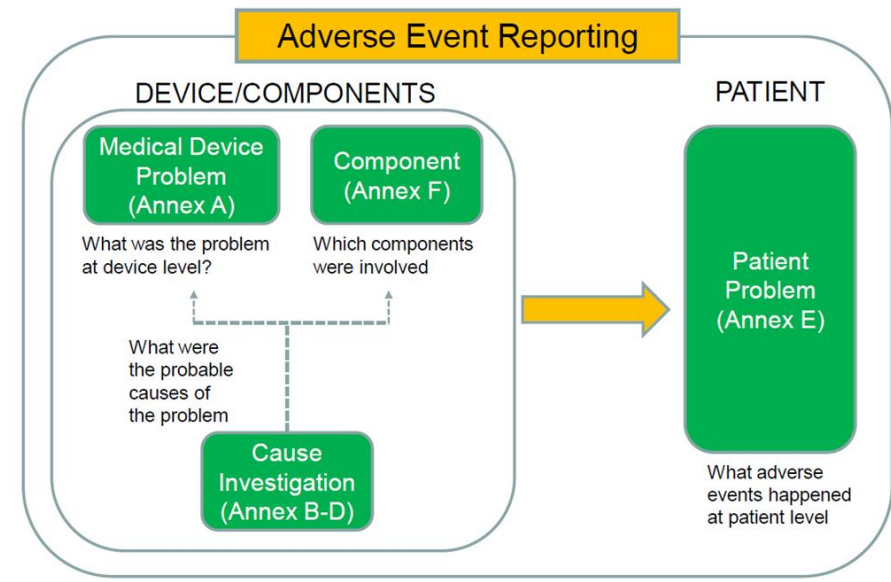 Adverse Event Reporting
DEVICE/COMPONENTS
Medical Device
Problem
(Annex A)
What was the problem
at device level?
Component
(Annex F)
Which components
were involved
What were
the probable
causes of
the problem
Cause
Investigation
(Annex B-D)
PATIENT
Patient
Problem
(Annex E)
What adverse
events happened
at patient level